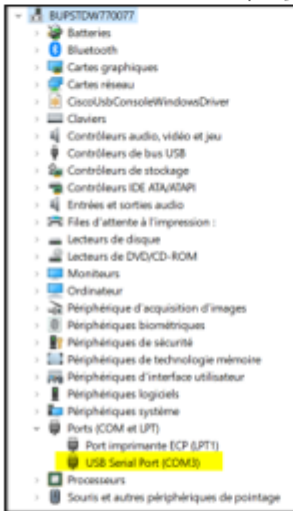 BUPSTDW770077
Batteries
Bluetooth
Cartes graphiques
Cartes réseau
CiscoUsbConsoleWindowsDriver
Claviers
Contrôleurs audio, vidéo et jeu
Contrôleurs de bus USB
Contrôleurs de stockage
Contrôleurs IDE ATA/ATAPI
Entrées et sorties audio
Files d'attente à l'impression :
Lecteurs de disque
Lecteurs de DVD/CD-ROM
Moniteurs
Ordinateur
Périphérique d'acquisition d'images
Périphériques biométriques
Périphériques de sécurité
Périphériques de technologie mémoire
Périphériques d'interface utilisateur
Périphériques logiciels
Périphériques système
Ports (COM et LPT)
Port imprimante ECP (LPT1)
USB Serial Port (COM3)
Processeurs
Souris et autres périphériques de pointage